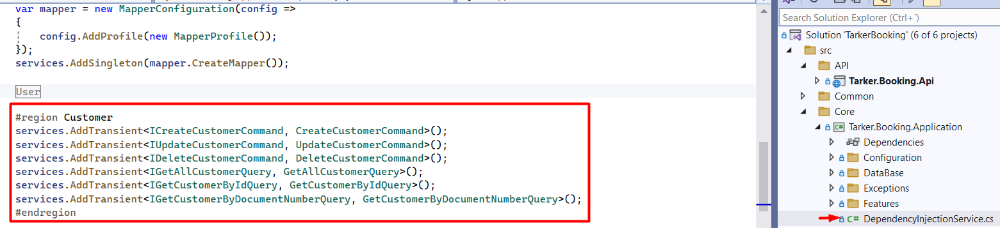 var mapper = new MapperConfiguration(config =>
{
config.AddProfile(new MapperProfile());
});
services.AddSingleton(mapper.CreateMapper());
User
#region Customer
services.AddTransient<ICreateCustomerCommand, CreateCustomerCommand>();
services.AddTransient<IUpdateCustomerCommand, UpdateCustomerCommand>();
services.AddTransient<IDeleteCustomerCommand, DeleteCustomerCommand>();
services.AddTransient<IGetAllCustomerQuery, GetAllCustomerQuery>();
services.AddTransient<IGetCustomerByIdQuery, GetCustomerByIdQuery>();
services.AddTransient<IGetCustomerByDocumentNumberQuery, GetCustomerByDocumentNumberQuery>();
#endregion
Search Solution Explorer (Ctrl+´)
Solution 'TarkerBooking' (6 of 6 projects)
src
API
Tarker.Booking.Api
Common
Core
C# Tarker.Booking.Application
Dependencies
Configuration
DataBase
Exceptions
Features
C# DependencyInjectionService.cs